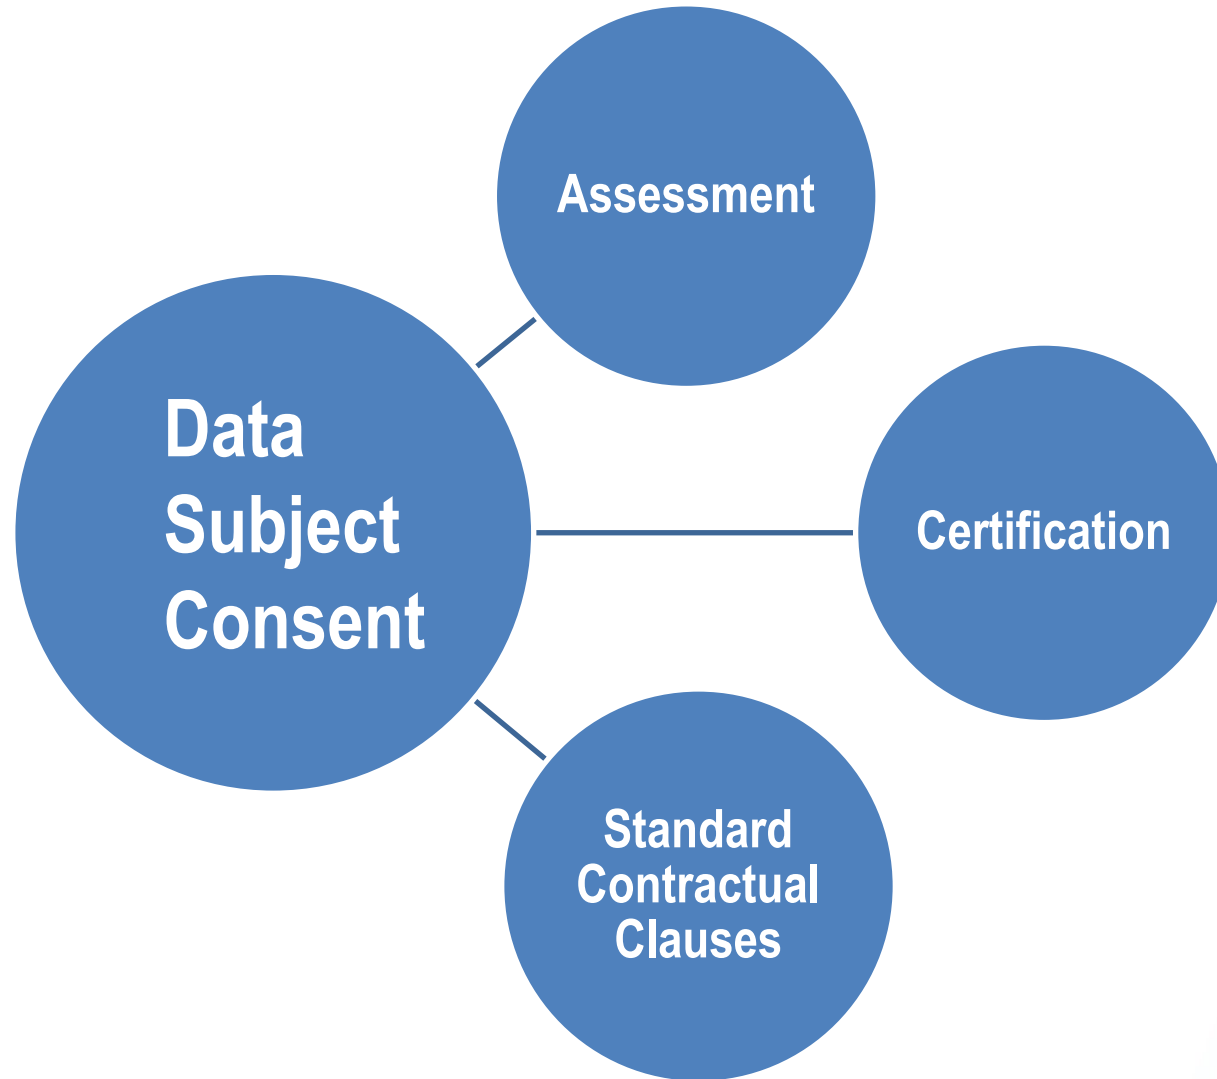 Assessment
Data
Subject
Consent
Certification
Standard
Contractual
Clauses